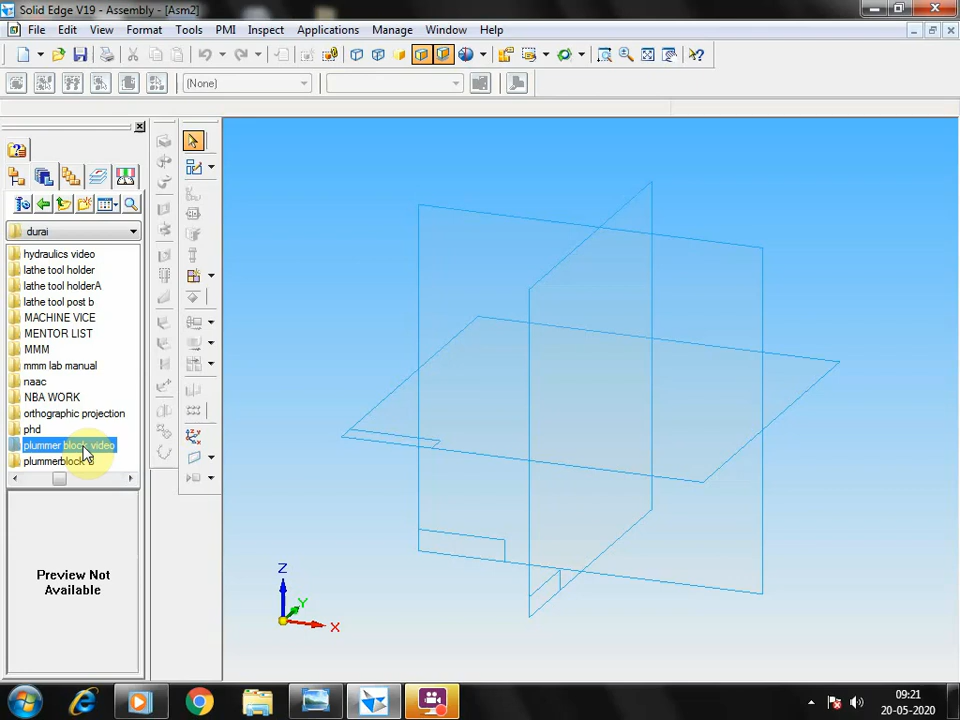 Solid Edge V19 - Assembly - [Asm2]
File Edit View Format Tools PMI Inspect Applications Manage Window Help
(None)
durai
hydraulics video
lathe tool holder
lathe tool holderA
lathe tool post b
MACHINE VICE
MENTOR LIST
MMM
mmm lab manual
naac
NBA WORK
orthographic projection
phd
plummer block video
plummerblock
Preview Not
Available
Z
Y
X
09:21
20-05-2020